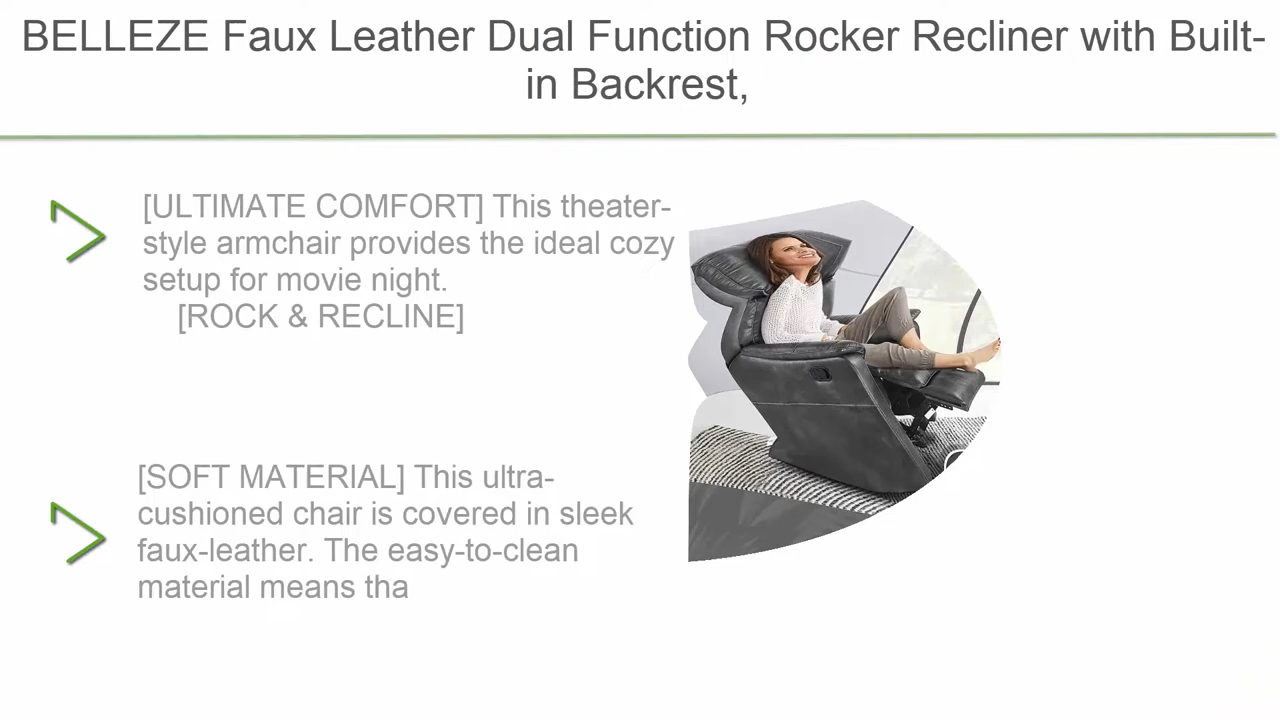 BELLEZE Faux Leather Dual Function Rocker Recliner with Built-
in Backrest,
[ULTIMATE COMFORT] This theater-
style armchair provides the ideal cozy
setup for movie night.
[ROCK & RECLINE]
[SOFT MATERIAL] This ultra-
cushioned chair is covered in sleek
faux-leather. The easy-to-clean
material means tha